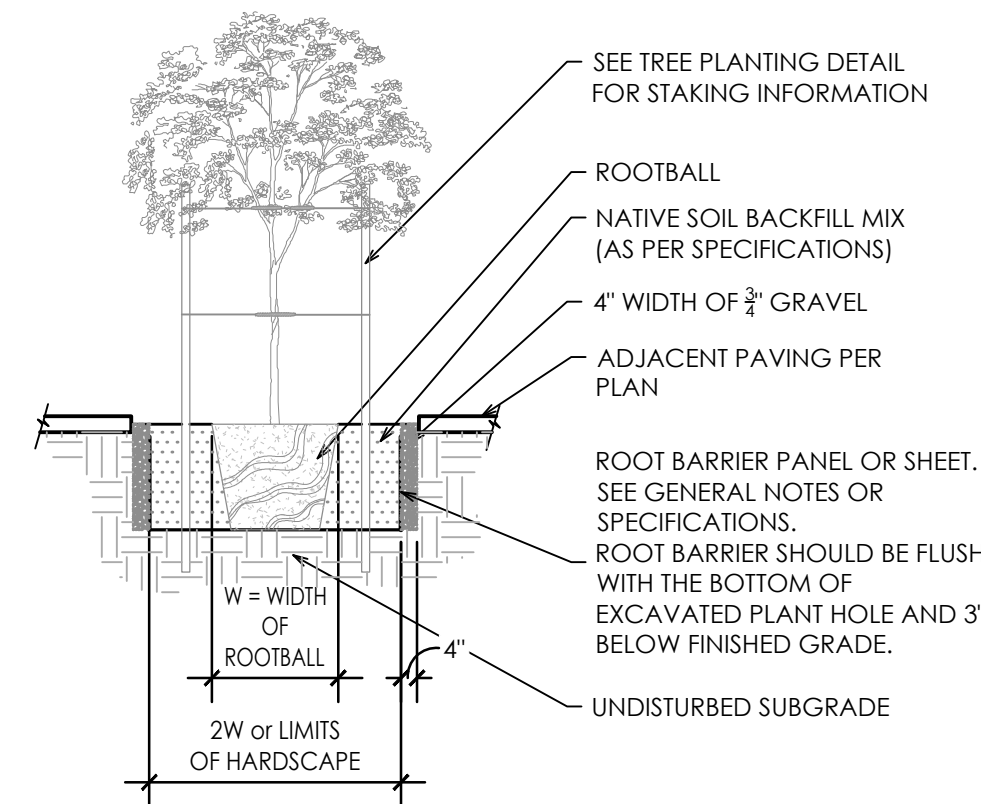 SEE TREE PLANTING DETAIL
FOR STAKING INFORMATION
ROOTBALL
NATIVE SOIL BACKFILL MIX
(AS PER SPECIFICATIONS)
4" WIDTH OF 3/4" GRAVEL
ADJACENT PAVING PER
PLAN
ROOT BARRIER PANEL OR SHEET.
SEE GENERAL NOTES OR
SPECIFICATIONS.
ROOT BARRIER SHOULD BE FLUSH
WITH THE BOTTOM OF
EXCAVATED PLANT HOLE AND 3"
BELOW FINISHED GRADE.
UNDISTURBED SUBGRADE
W = WIDTH
OF
ROOTBALL
4"
2W or LIMITS
OF HARDSCAPE